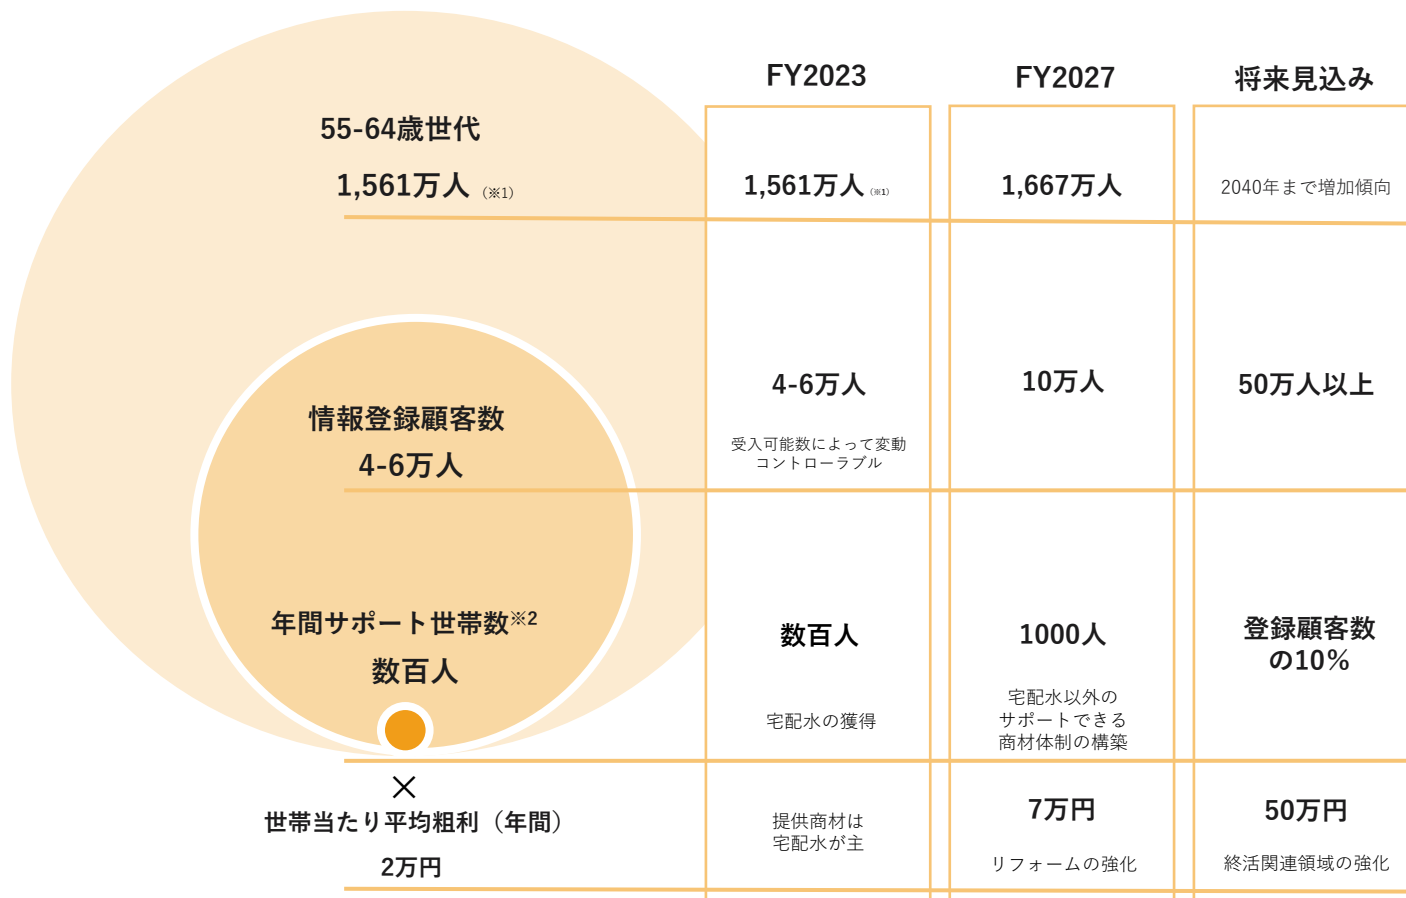 FY2023
FY2027
将来見込み
55-64歳世代
1,561万人（※1）
1,561万人（※1）
1,667万人
2040年まで増加傾向
情報登録顧客数
4-6万人
4-6万人
受入可能数によって変動
コントローラブル
10万人
50万人以上
年間サポート世帯数※2
数百人
数百人
宅配水の獲得
1000人
宅配水以外の
サポートできる
商材体制の構築
登録顧客数
の10%
×
世帯当たり平均粗利（年間）
2万円
提供商材は
宅配水が主
7万円
リフォームの強化
50万円
終活関連領域の強化